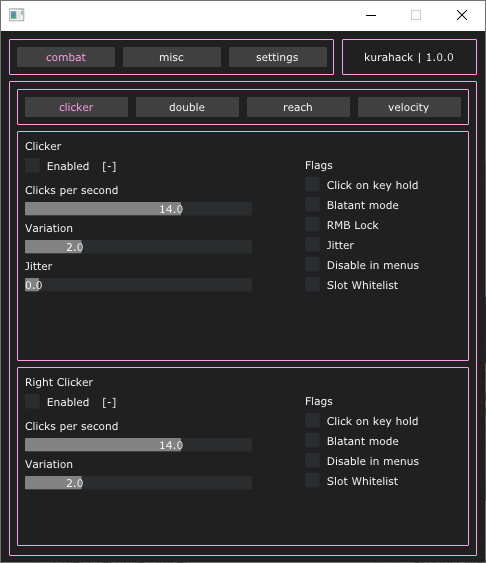 combat misc settings kurahack | 1.0.0
clicker double reach velocity
Clicker
Enabled [-]
Clicks per second
14.0
Variation
2.0
Jitter
0.0
Flags
Click on key hold
Blatant mode
RMB Lock
Jitter
Disable in menus
Slot Whitelist
Right Clicker
Enabled [-]
Clicks per second
14.0
Variation
2.0
Flags
Click on key hold
Blatant mode
Disable in menus
Slot Whitelist